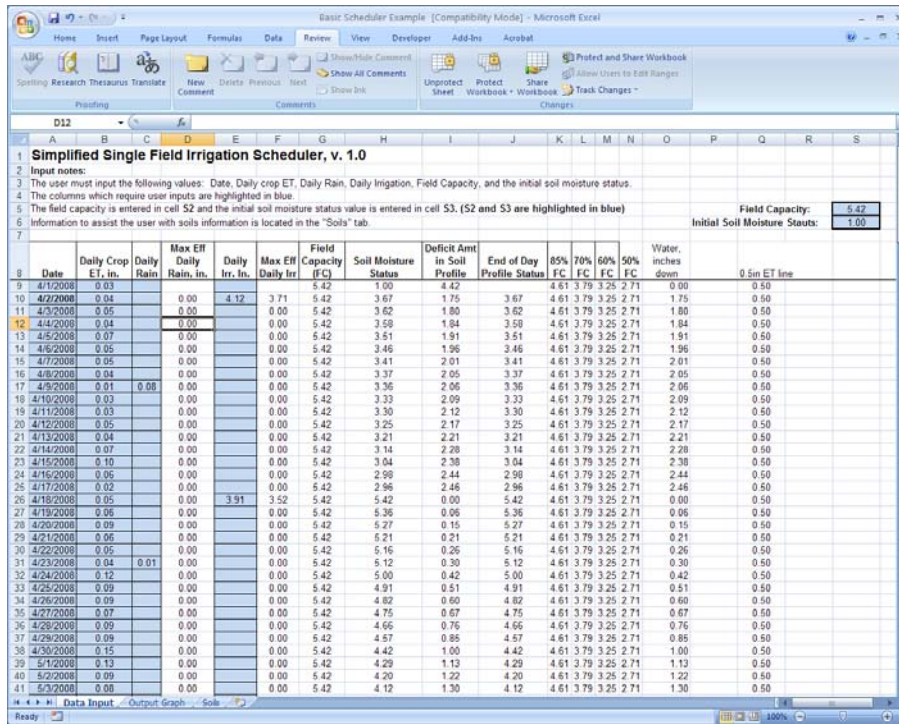 Basic Scheduler Example [Compatibility Mode] - Microsoft Excel
Home Insert Page Layout Formulas Data Review View Developer Add-Ins Acrobat
ABC Show/Hide Comment Protect and Share Workbook
Show All Comments Allow Users to Edit Ranges
Spelling Research Thesaurus Translate New Comment Delete Previous Next Show Ink Unprotect Sheet Protect Workbook Share Workbook Track Changes
Proofing Comments Changes
D12 fx
A B C D E F G H I J K L M N O P Q R S
1 Simplified Single Field Irrigation Scheduler, v. 1.0
2 Input notes:
3 The user must input the following values: Date, Daily crop ET, Daily Rain, Daily Irrigation, Field Capacity, and the initial soil moisture status.
4 The columns which require user inputs are highlighted in blue.
5 The field capacity is entered in cell S2 and the initial soil moisture status value is entered in cell S3. (S2 and S3 are highlighted in blue) Field Capacity: 5.42
6 Information to assist the user with soils information is located in the "Soils" tab. Initial Soil Moisture Stauts: 1.00
7
8 Date Daily Crop ET, in. Daily Rain Max Eff Daily Rain, in. Daily Irr. In. Max Eff Daily Irr Field Capacity (FC) Soil Moisture Status Deficit Amt in Soil Profile End of Day Profile Status 85% FC 70% FC 60% FC 50% FC Water, inches down 0.5in ET line
9 4/1/2008 0.03 5.42 1.00 4.42 4.61 3.79 3.25 2.71 0.00 0.50
10 4/2/2008 0.04 0.00 4.12 3.71 5.42 3.67 1.75 3.67 4.61 3.79 3.25 2.71 1.75 0.50
11 4/3/2008 0.05 0.00 0.00 5.42 3.62 1.80 3.62 4.61 3.79 3.25 2.71 1.80 0.50
12 4/4/2008 0.04 0.00 0.00 5.42 3.58 1.84 3.58 4.61 3.79 3.25 2.71 1.84 0.50
13 4/5/2008 0.07 0.00 0.00 5.42 3.51 1.91 3.51 4.61 3.79 3.25 2.71 1.91 0.50
14 4/6/2008 0.05 0.00 0.00 5.42 3.46 1.96 3.46 4.61 3.79 3.25 2.71 1.96 0.50
15 4/7/2008 0.05 0.00 0.00 5.42 3.41 2.01 3.41 4.61 3.79 3.25 2.71 2.01 0.50
16 4/8/2008 0.04 0.00 0.00 5.42 3.37 2.05 3.37 4.61 3.79 3.25 2.71 2.05 0.50
17 4/9/2008 0.01 0.08 0.00 0.00 5.42 3.36 2.06 3.36 4.61 3.79 3.25 2.71 2.06 0.50
18 4/10/2008 0.03 0.00 0.00 5.42 3.33 2.09 3.33 4.61 3.79 3.25 2.71 2.09 0.50
19 4/11/2008 0.03 0.00 0.00 5.42 3.30 2.12 3.30 4.61 3.79 3.25 2.71 2.12 0.50
20 4/12/2008 0.05 0.00 0.00 5.42 3.25 2.17 3.25 4.61 3.79 3.25 2.71 2.17 0.50
21 4/13/2008 0.04 0.00 0.00 5.42 3.21 2.21 3.21 4.61 3.79 3.25 2.71 2.21 0.50
22 4/14/2008 0.07 0.00 0.00 5.42 3.14 2.28 3.14 4.61 3.79 3.25 2.71 2.28 0.50
23 4/15/2008 0.10 0.00 0.00 5.42 3.04 2.38 3.04 4.61 3.79 3.25 2.71 2.38 0.50
24 4/16/2008 0.06 0.00 0.00 5.42 2.98 2.44 2.98 4.61 3.79 3.25 2.71 2.44 0.50
25 4/17/2008 0.02 0.00 0.00 5.42 2.96 2.46 2.96 4.61 3.79 3.25 2.71 2.46 0.50
26 4/18/2008 0.05 0.00 3.91 3.52 5.42 5.42 0.00 5.42 4.61 3.79 3.25 2.71 0.00 0.50
27 4/19/2008 0.06 0.00 0.00 5.42 5.36 0.06 5.36 4.61 3.79 3.25 2.71 0.06 0.50
28 4/20/2008 0.09 0.00 0.00 5.42 5.27 0.15 5.27 4.61 3.79 3.25 2.71 0.15 0.50
29 4/21/2008 0.06 0.00 0.00 5.42 5.21 0.21 5.21 4.61 3.79 3.25 2.71 0.21 0.50
30 4/22/2008 0.05 0.00 0.00 5.42 5.16 0.26 5.16 4.61 3.79 3.25 2.71 0.26 0.50
31 4/23/2008 0.04 0.01 0.00 0.00 5.42 5.12 0.30 5.12 4.61 3.79 3.25 2.71 0.30 0.50
32 4/24/2008 0.12 0.00 0.00 5.42 5.00 0.42 5.00 4.61 3.79 3.25 2.71 0.42 0.50
33 4/25/2008 0.09 0.00 0.00 5.42 4.91 0.51 4.91 4.61 3.79 3.25 2.71 0.51 0.50
34 4/26/2008 0.09 0.00 0.00 5.42 4.82 0.60 4.82 4.61 3.79 3.25 2.71 0.60 0.50
35 4/27/2008 0.07 0.00 0.00 5.42 4.75 0.67 4.75 4.61 3.79 3.25 2.71 0.67 0.50
36 4/28/2008 0.09 0.00 0.00 5.42 4.66 0.76 4.66 4.61 3.79 3.25 2.71 0.76 0.50
37 4/29/2008 0.09 0.00 0.00 5.42 4.57 0.85 4.57 4.61 3.79 3.25 2.71 0.85 0.50
38 4/30/2008 0.15 0.00 0.00 5.42 4.42 1.00 4.42 4.61 3.79 3.25 2.71 1.00 0.50
39 5/1/2008 0.13 0.00 0.00 5.42 4.29 1.13 4.29 4.61 3.79 3.25 2.71 1.13 0.50
40 5/2/2008 0.09 0.00 0.00 5.42 4.20 1.22 4.20 4.61 3.79 3.25 2.71 1.22 0.50
41 5/3/2008 0.08 0.00 0.00 5.42 4.12 1.30 4.12 4.61 3.79 3.25 2.71 1.30 0.50
Data Input Output Graph Soils
Ready 100%